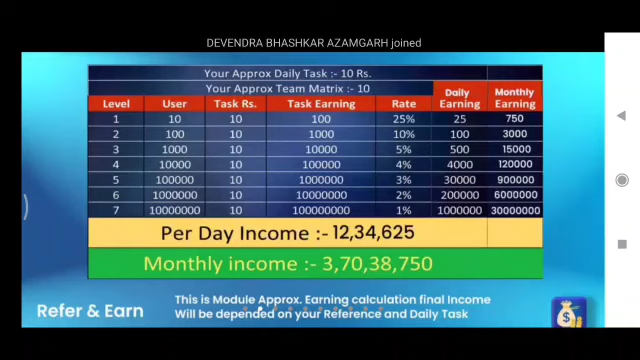 DEVENDRA BHASHKAR AZAMGARH joined
Your Approx Daily Task :- 10 Rs.
Your Approx Team Matrix :- 10
Level User Task Rs. Task Earning Rate Daily Earning Monthly Earning
1 10 10 100 25% 25 750
2 100 10 1000 10% 100 3000
3 1000 10 10000 5% 500 15000
4 10000 10 100000 4% 4000 120000
5 100000 10 1000000 3% 30000 900000
6 1000000 10 10000000 2% 200000 6000000
7 10000000 10 100000000 1% 1000000 30000000
Per Day Income :- 12,34,625
Monthly income :- 3,70,38,750
Refer & Earn
This is Module Approx. Earning calculation final Income
Will be depended on your Reference and Daily Task
$